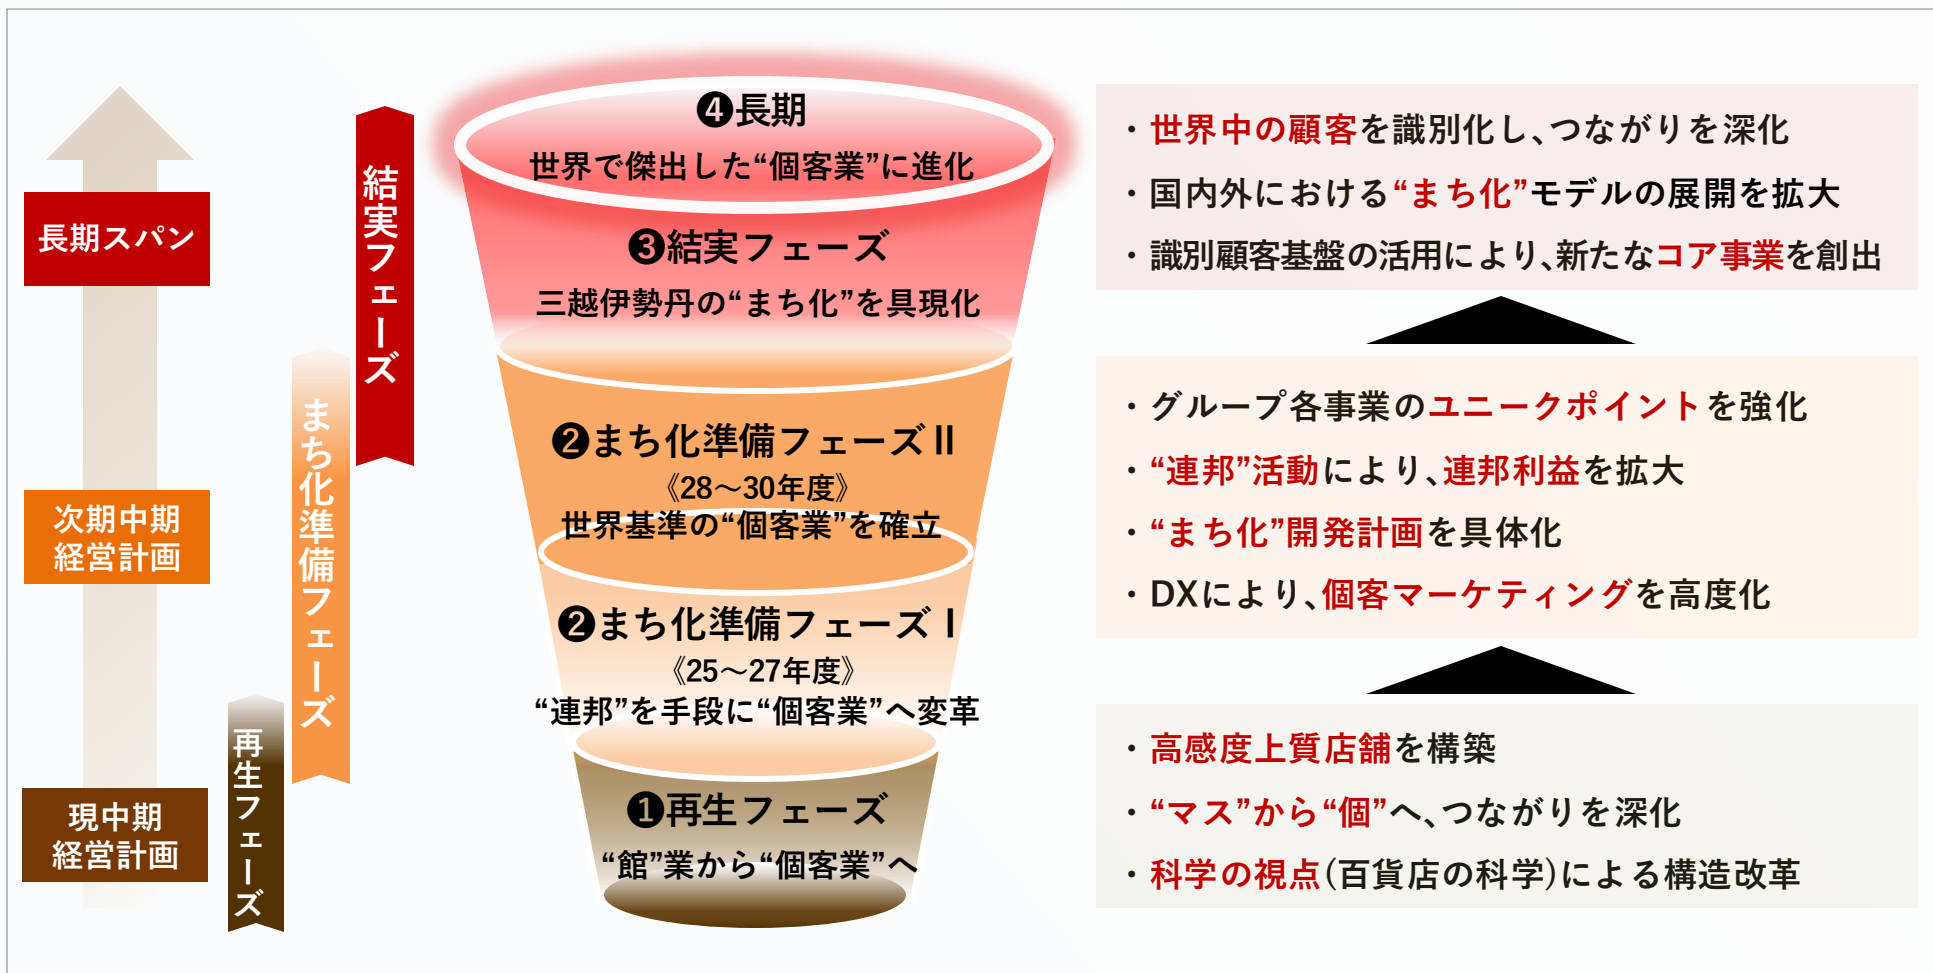 長期スパン
次期中期
経営計画
現中期
経営計画
結実フェーズ
まち化準備フェーズ
再生フェーズ
❹長期
世界で傑出した“個客業”に進化
❸結実フェーズ
三越伊勢丹の“まち化”を具現化
❷まち化準備フェーズⅡ
《28～30年度》
世界基準の“個客業”を確立
❷まち化準備フェーズⅠ
《25～27年度》
“連邦”を手段に“個客業”へ変革
❶再生フェーズ
“館”業から“個客業”へ
・世界中の顧客を識別化し、つながりを深化
・国内外における“まち化”モデルの展開を拡大
・識別顧客基盤の活用により、新たなコア事業を創出
・グループ各事業のユニークポイントを強化
・“連邦”活動により、連邦利益を拡大
・“まち化”開発計画を具体化
・DXにより、個客マーケティングを高度化
・高感度上質店舗を構築
・“マス”から“個”へ、つながりを深化
・科学の視点(百貨店の科学)による構造改革